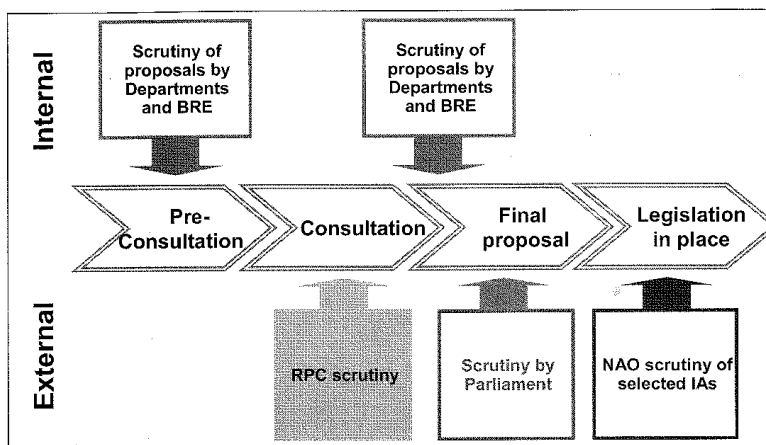 Internal
Scrutiny of
proposals by
Departments
and BRE
Scrutiny of
proposals by
Departments
and BRE
Pre-
Consultation
Consultation
Final
proposal
Legislation
in place
External
RPC scrutiny
Scrutiny by
Parliament
NAO scrutiny of
selected IAs